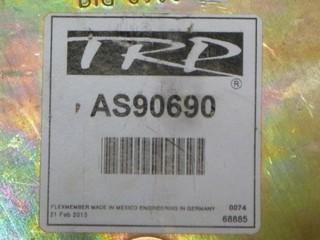 TRP
®
AS90690
FLEXMEMBER MADE IN MEXICO ENGINEERING IN GERMANY 0074
21 Feb 2013 68885